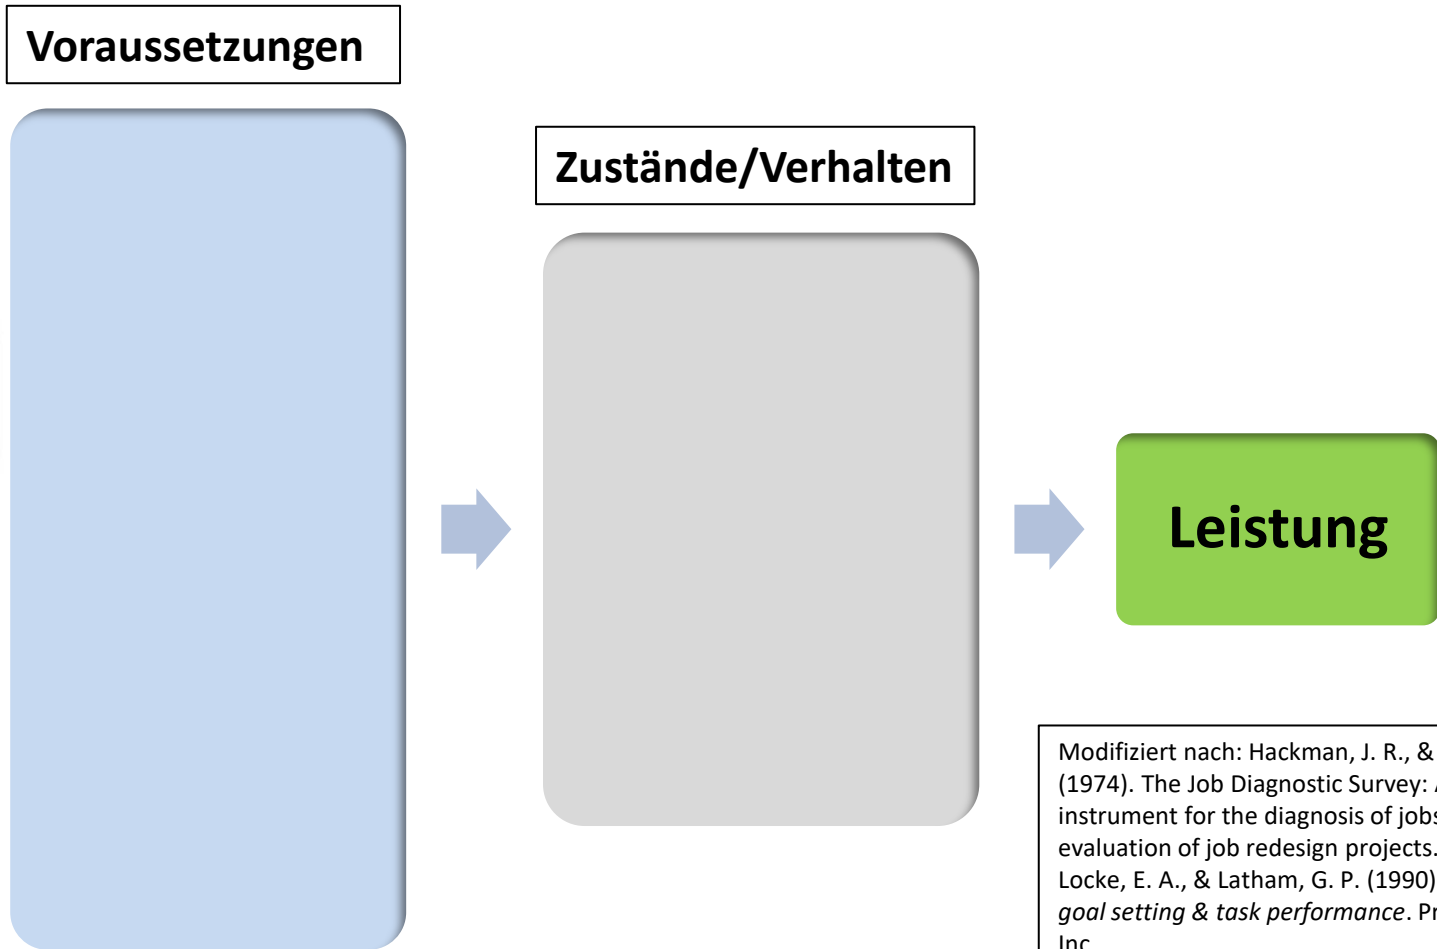 Voraussetzungen
Zustände/Verhalten
Leistung
Modifiziert nach: Hackman, J. R., &
(1974). The Job Diagnostic Survey:
instrument for the diagnosis of jobs
evaluation of job redesign projects.
Locke, E. A., & Latham, G. P. (1990)
goal setting & task performance. Pr
Inc